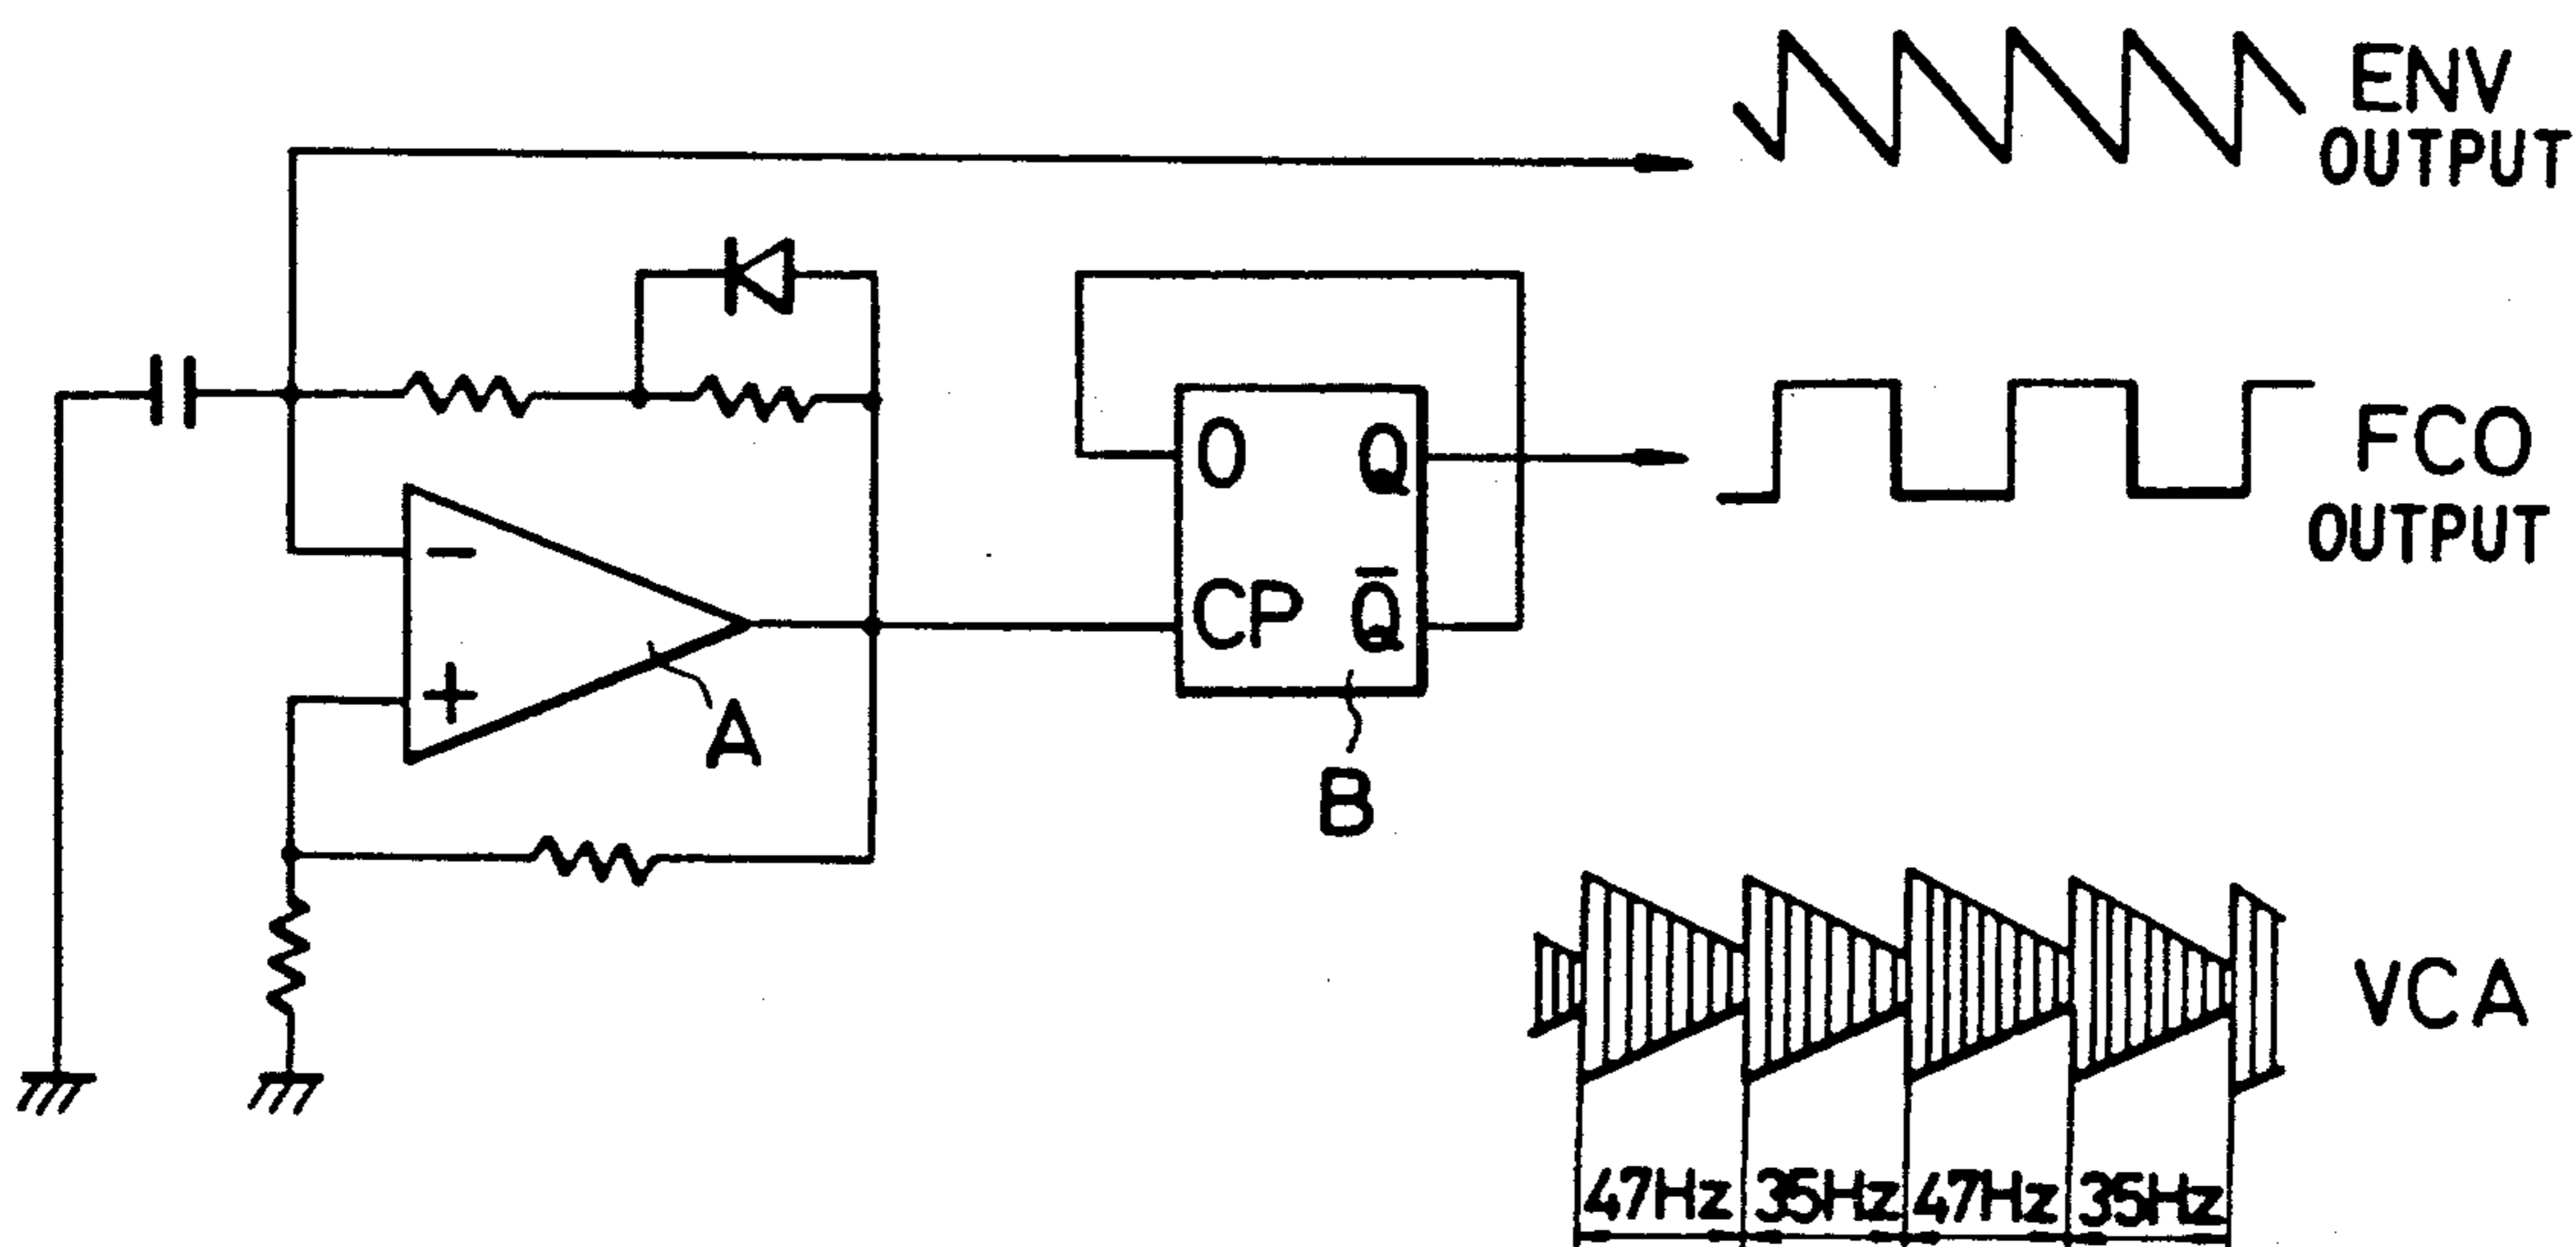 ENV
OUTPUT
O Q
FCO
OUTPUT
−
+
CP Q̅
A
B
VCA
47Hz 35Hz 47Hz 35Hz